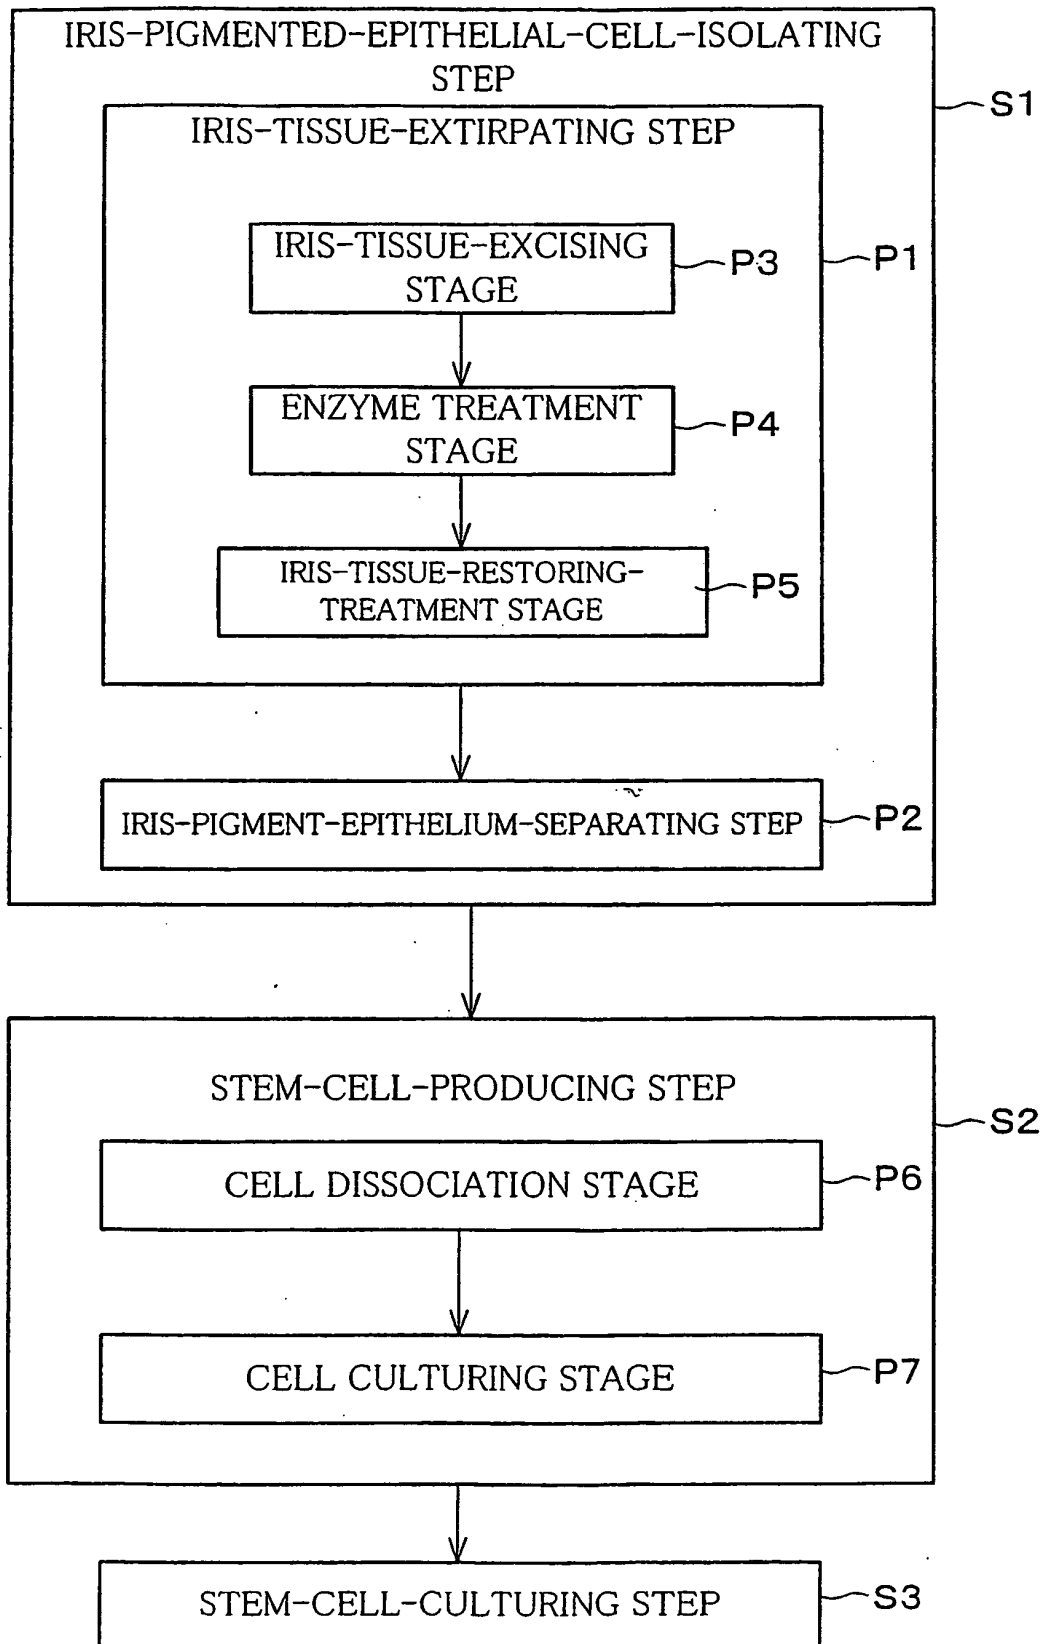 IRIS-PIGMENTED-EPITHELIAL-CELL-ISOLATING
STEP
S1
IRIS-TISSUE-EXTIRPATING STEP
P1
IRIS-TISSUE-EXCISING
STAGE
P3
ENZYME TREATMENT
STAGE
P4
IRIS-TISSUE-RESTORING-
TREATMENT STAGE
P5
IRIS-PIGMENT-EPITHELIUM-SEPARATING STEP
P2
STEM-CELL-PRODUCING STEP
S2
CELL DISSOCIATION STAGE
P6
CELL CULTURING STAGE
P7
STEM-CELL-CULTURING STEP
S3